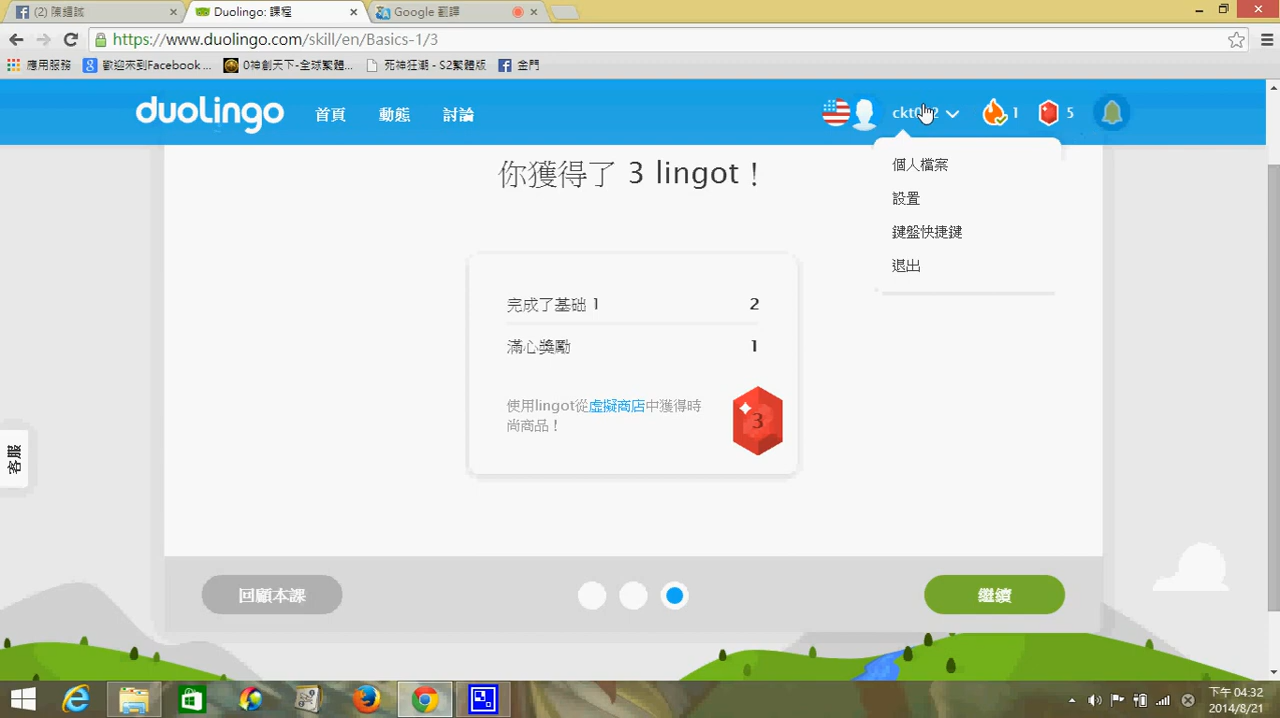 (2) 陳鍾誠
Duolingo: 課程
Google 翻譯
https://www.duolingo.com/skill/en/Basics-1/3
應用服務
歡迎來到Facebook...
0神創天下-全球繁體...
死神狂潮 - S2繁體版
金門
duolingo
首頁
動態
討論
1
5
你獲得了 3 lingot！
個人檔案
設置
鍵盤快捷鍵
退出
完成了基础 1
2
滿心獎勵
1
使用lingot從虛擬商店中獲得時
尚商品！
3
客服
回顧本課
繼續
下午 04:32
2014/8/21